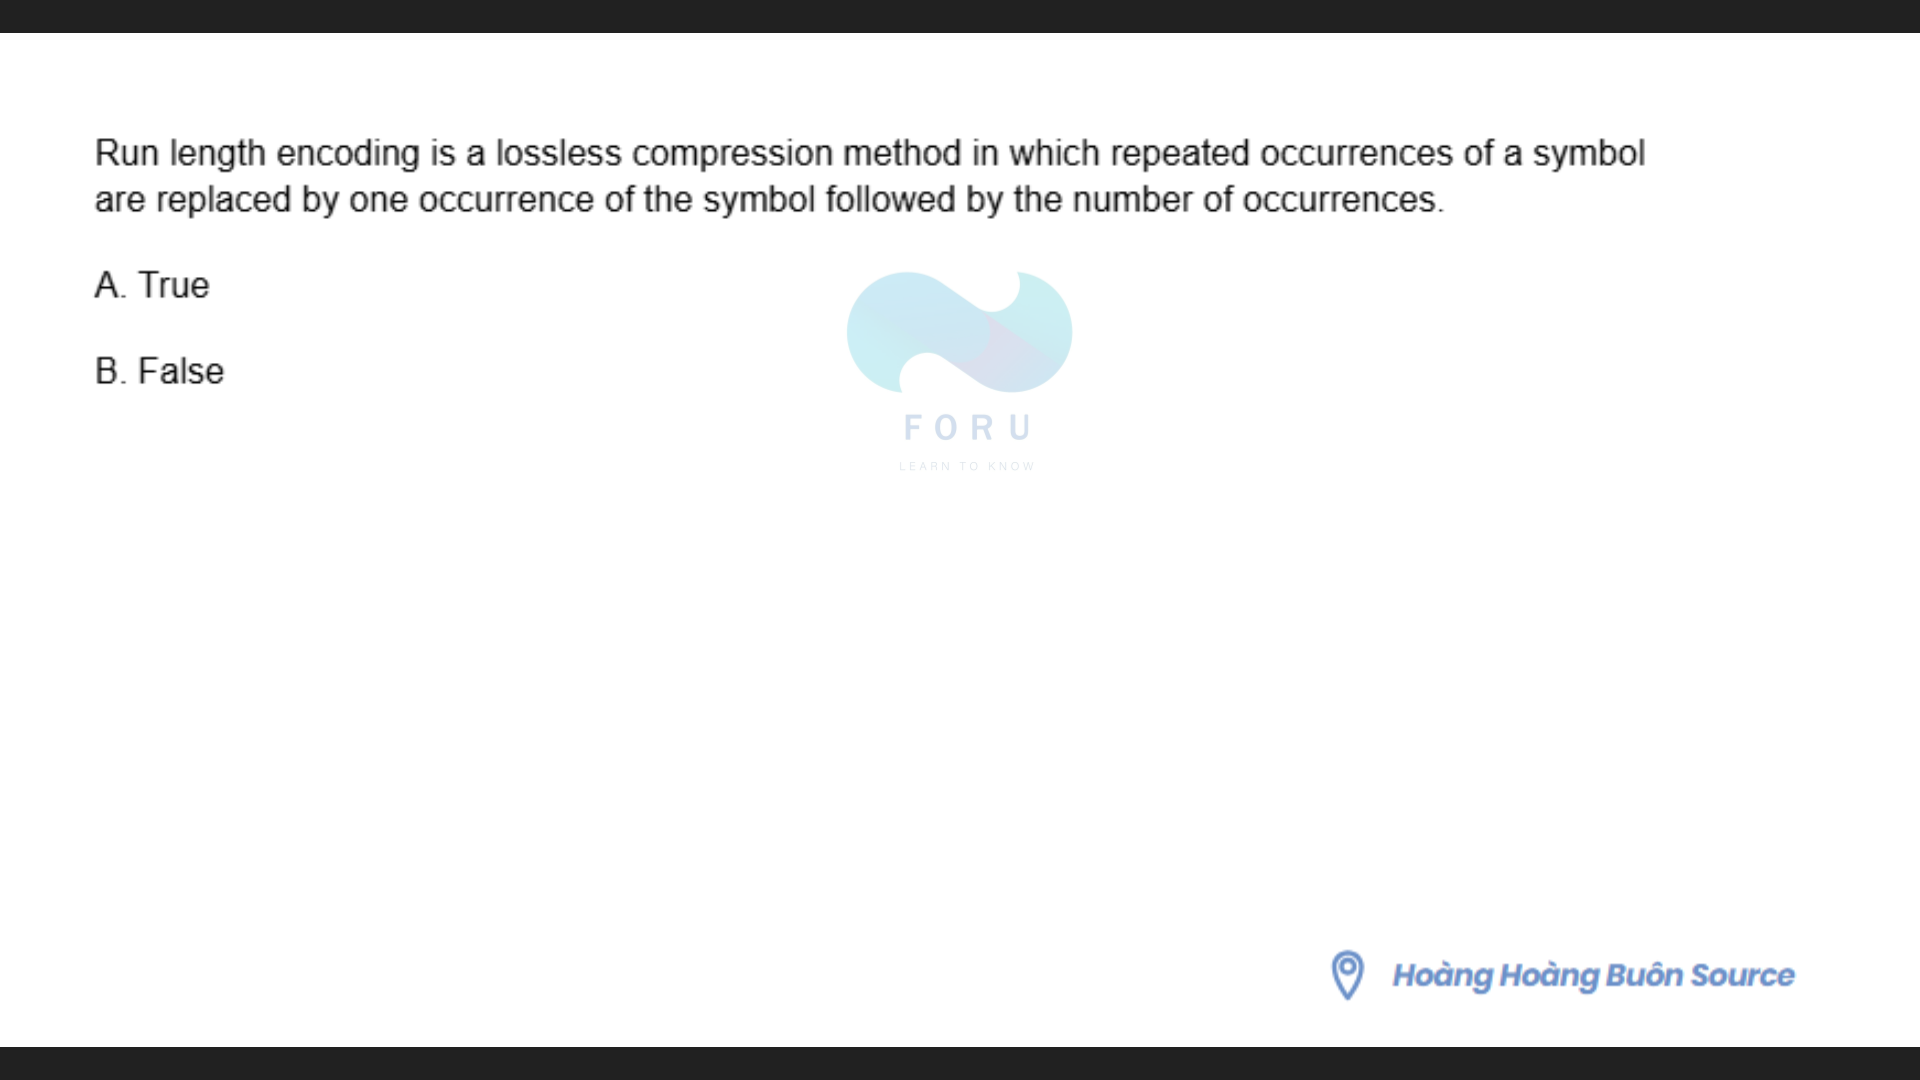 Run length encoding is a lossless compression method in which repeated occurrences of a symbol
are replaced by one occurrence of the symbol followed by the number of occurrences.
A. True
B. False
FORU
LEARN TO KNOW
Hoàng Hoàng Buôn Source